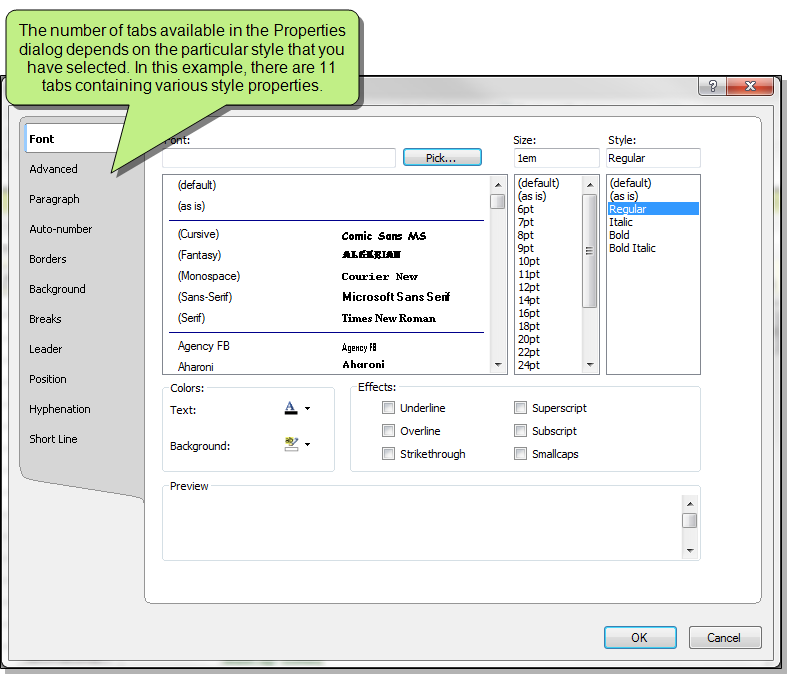 The number of tabs available in the Properties
dialog depends on the particular style that you
have selected. In this example, there are 11
tabs containing various style properties.
?
Font
Advanced
Paragraph
Auto-number
Borders
Background
Breaks
Leader
Position
Hyphenation
Short Line
Font:
Pick...
(default)
(as is)
(Cursive) Comic Sans MS
(Fantasy) ALGERIAN
(Monospace) Courier New
(Sans-Serif) Microsoft Sans Serif
(Serif) Times New Roman
Agency FB Agency FB
Aharoni Aharoni
Size:
1em
(default)
(as is)
6pt
7pt
8pt
9pt
10pt
11pt
12pt
14pt
16pt
18pt
20pt
22pt
24pt
Style:
Regular
(default)
(as is)
Regular
Italic
Bold
Bold Italic
Colors:
Text: A
Background:
Effects:
Underline Superscript
Overline Subscript
Strikethrough Smallcaps
Preview
OK Cancel